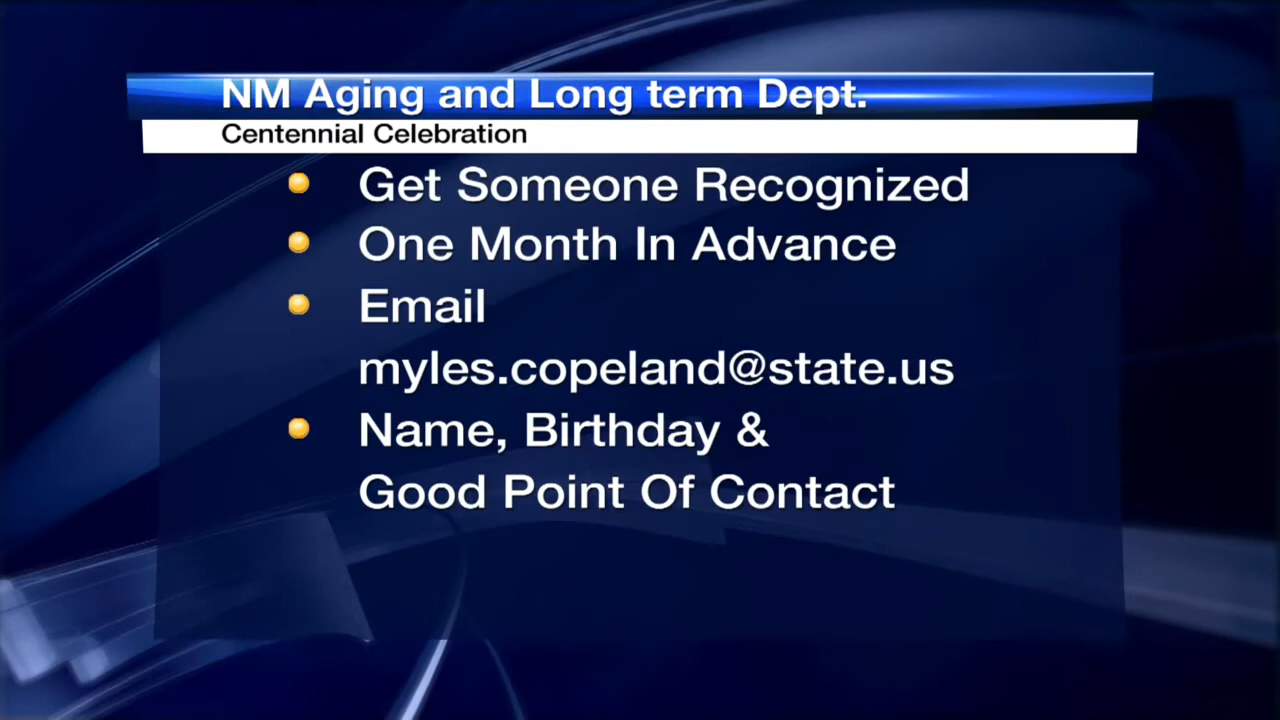 NM Aging and Long term Dept.
Centennial Celebration
Get Someone Recognized
One Month In Advance
Email
myles.copeland@state.us
Name, Birthday &
Good Point Of Contact